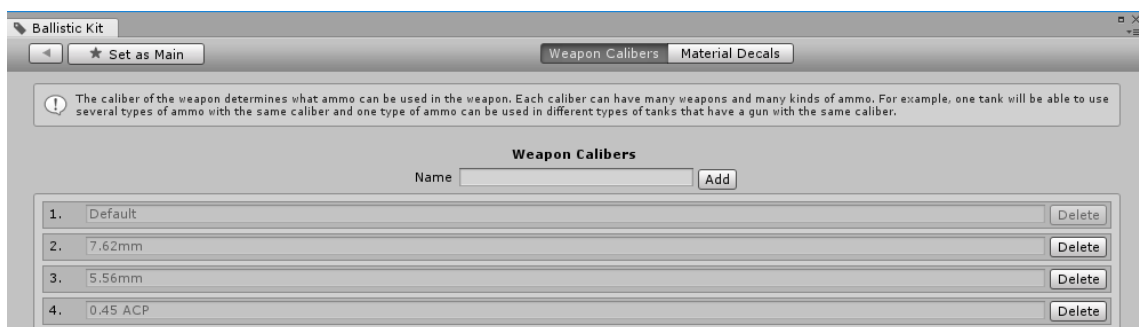 Ballistic Kit
Set as Main
Weapon Calibers Material Decals
The caliber of the weapon determines what ammo can be used in the weapon. Each caliber can have many weapons and many kinds of ammo. For example, one tank will be able to use
several types of ammo with the same caliber and one type of ammo can be used in different types of tanks that have a gun with the same caliber.
Weapon Calibers
Name Add
1. Default Delete
2. 7.62mm Delete
3. 5.56mm Delete
4. 0.45 ACP Delete